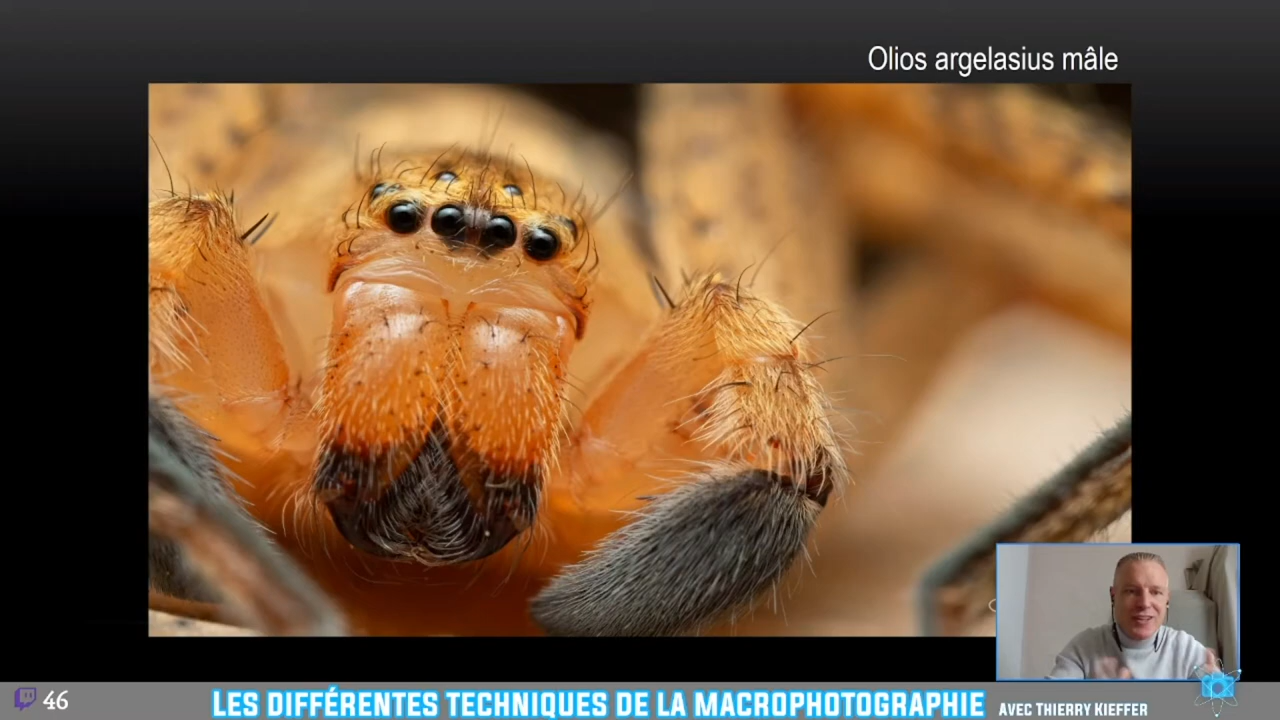 Olios argelasius mâle
46
LES DIFFÉRENTES TECHNIQUES DE LA MACROPHOTOGRAPHIE AVEC THIERRY KIEFFER